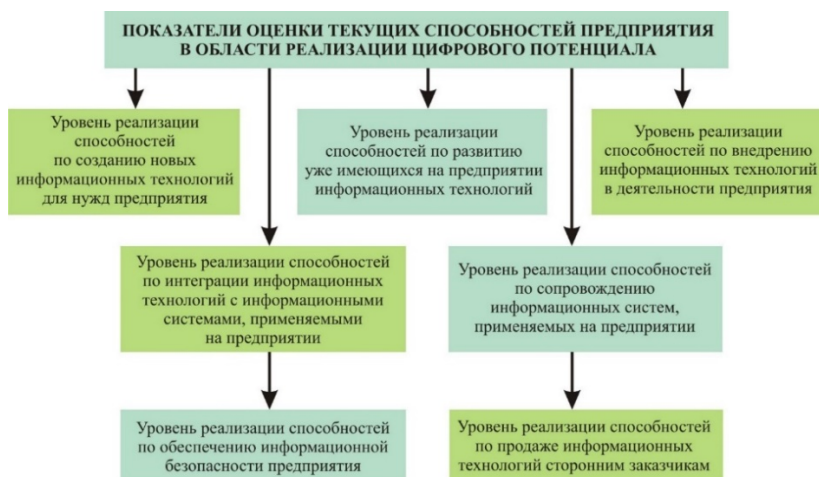 ПОКАЗАТЕЛИ ОЦЕНКИ ТЕКУЩИХ СПОСОБНОСТЕЙ ПРЕДПРИЯТИЯ
В ОБЛАСТИ РЕАЛИЗАЦИИ ЦИФРОВОГО ПОТЕНЦИАЛА
Уровень реализации
способностей
по созданию новых
информационных технологий
для нужд предприятия
Уровень реализации
способностей по развитию
уже имеющихся на предприятии
информационных технологий
Уровень реализации
способностей по внедрению
информационных технологий
в деятельности предприятия
Уровень реализации способностей
по интеграции информационных
технологий с информационными
системами, применяемыми
на предприятии
Уровень реализации способностей
по сопровождению
информационных систем,
применяемых на предприятии
Уровень реализации способностей
по обеспечению информационной
безопасности предприятия
Уровень реализации способностей
по продаже информационных
технологий сторонним заказчикам